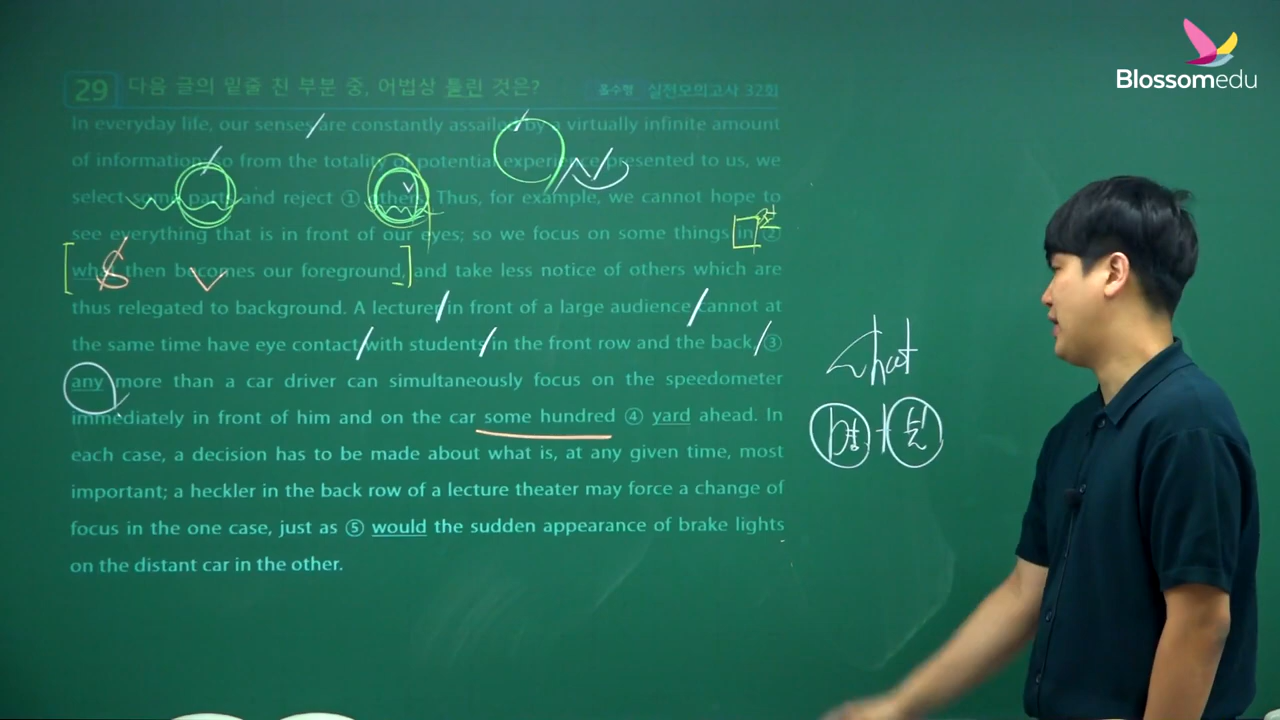 Blossomedu
29 다음 글의 밑줄 친 부분 중, 어법상 틀린 것은? 홀수형 실전모의고사 32회
In everyday life, our senses are constantly assailed by a virtually infinite amount
of information, so from the totality of potential experience presented to us, we
select some parts and reject ① others. Thus, for example, we cannot hope to
see everything that is in front of our eyes; so we focus on some things in ②
what then becomes our foreground, and take less notice of others which are
thus relegated to background. A lecturer in front of a large audience cannot at
the same time have eye contact with students in the front row and the back, ③
any more than a car driver can simultaneously focus on the speedometer
immediately in front of him and on the car some hundred ④ yard ahead. In
each case, a decision has to be made about what is, at any given time, most
important; a heckler in the back row of a lecture theater may force a change of
focus in the one case, just as ⑤ would the sudden appearance of brake lights
on the distant car in the other.
S V
what
명 + 불